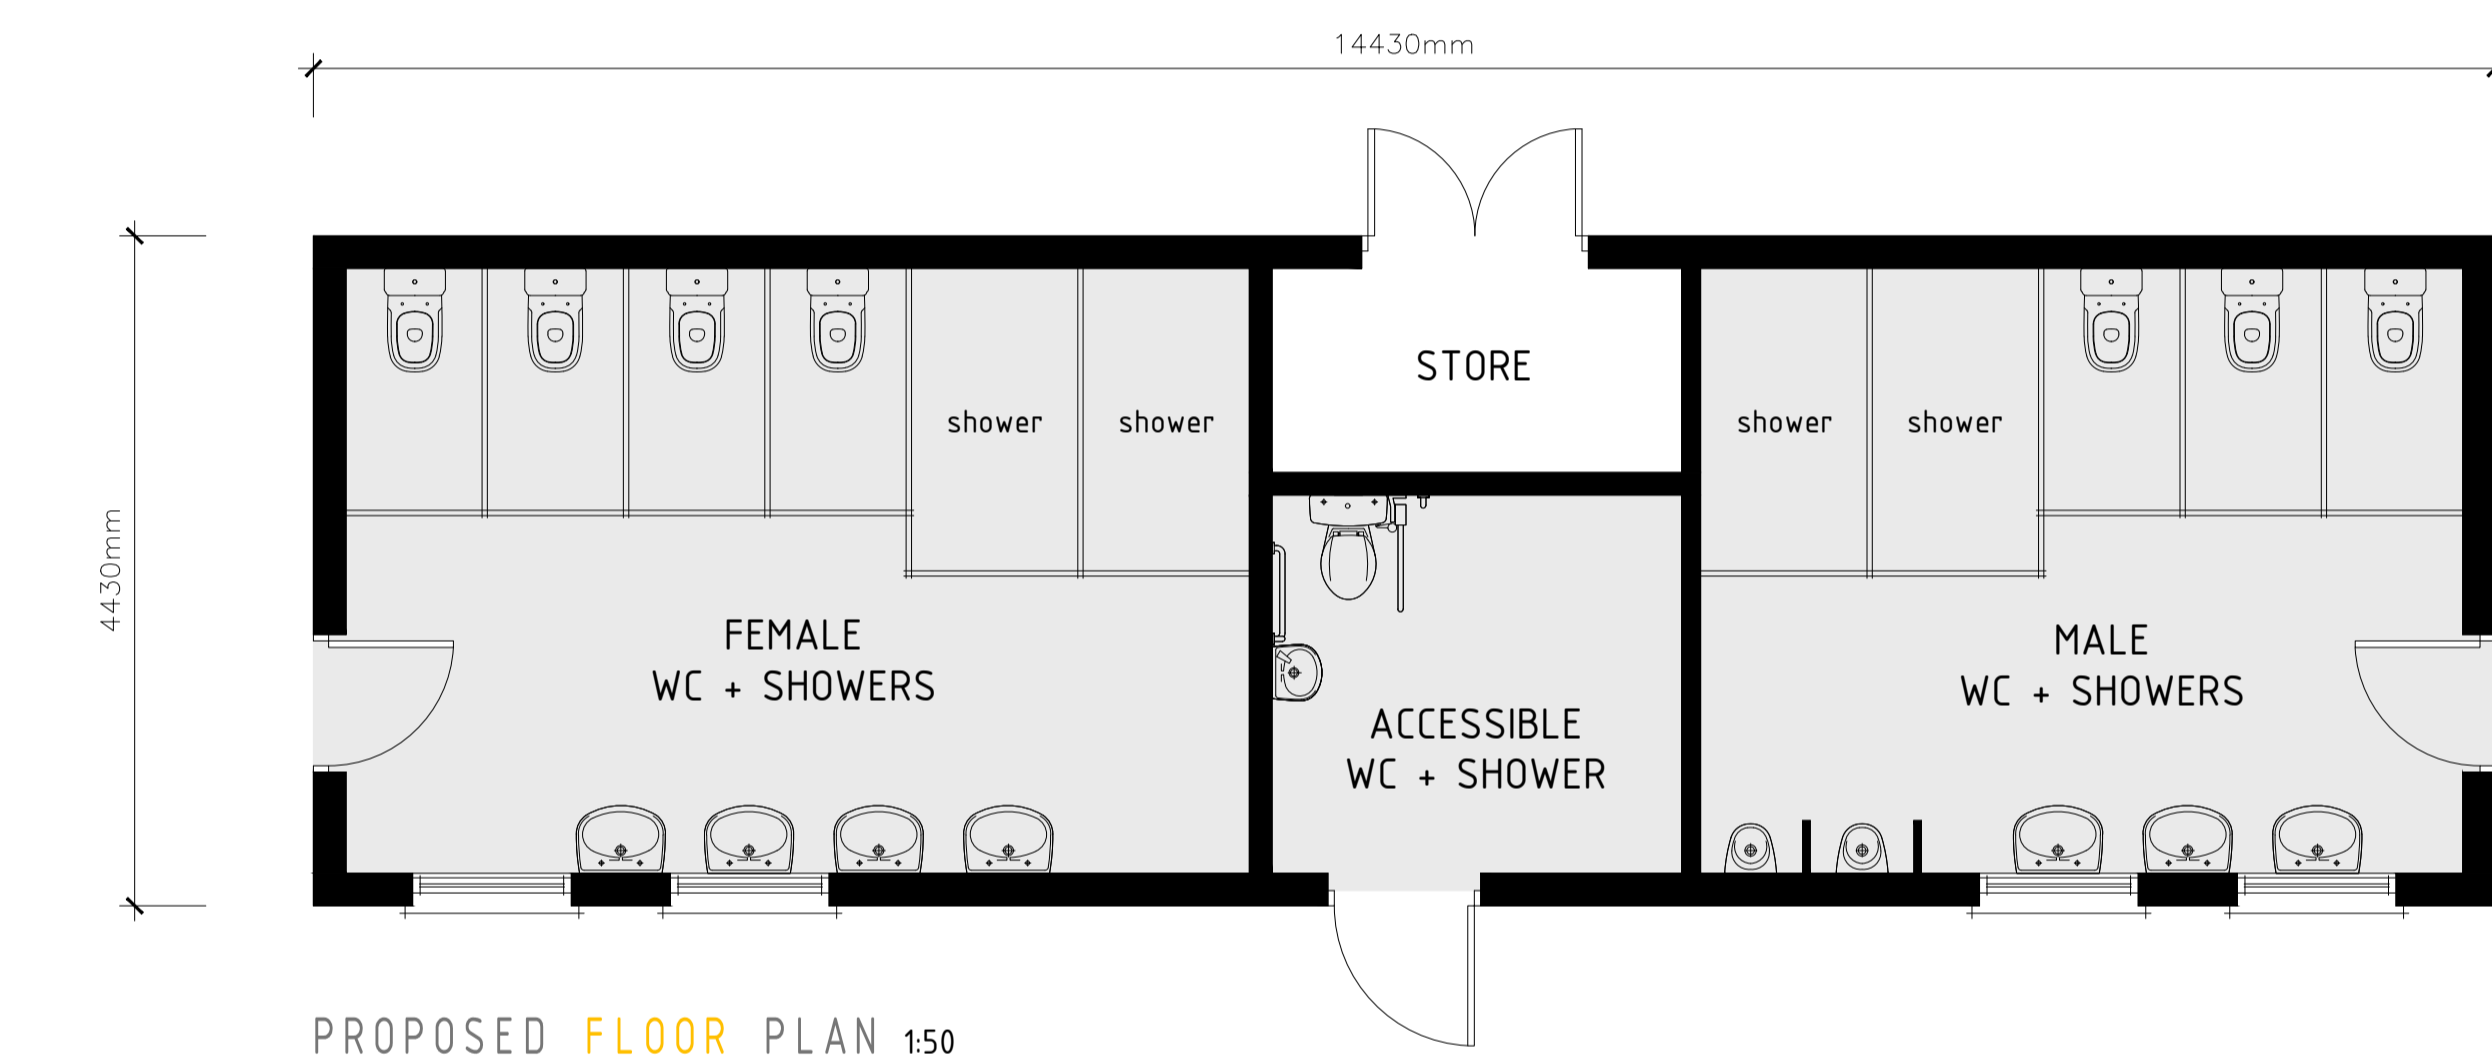 14430mm
4430mm
STORE
shower
shower
shower
shower
FEMALE
WC + SHOWERS
ACCESSIBLE
WC + SHOWER
MALE
WC + SHOWERS
PROPOSED FLOOR PLAN 1:50